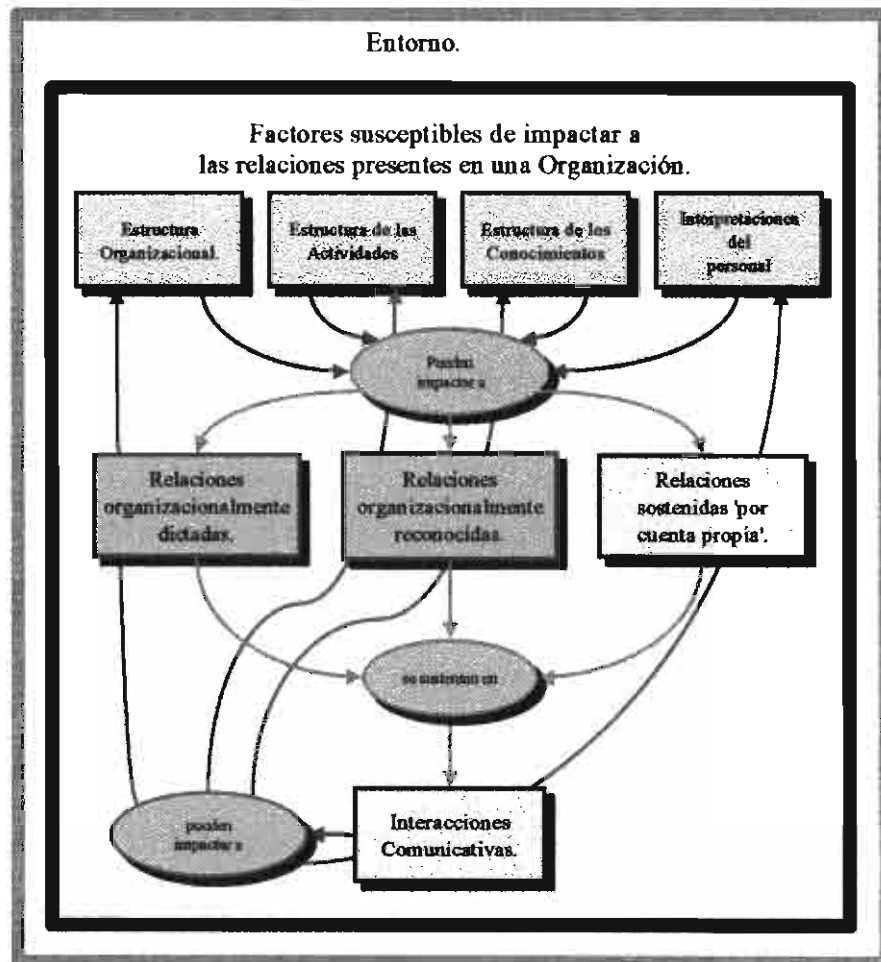 Entorno.
Factores susceptibles de impactar a
las relaciones presentes en una Organización.
Estructura
Organizacional.
Estructura de las
Actividades
Estructura de los
Conocimientos
Interpretaciones
del
personal
Pueden
impactar a
Relaciones
organizacionalmente
dictadas.
Relaciones
organizacionalmente
reconocidas.
Relaciones
sostenidas 'por
cuenta propía'.
se sustentan en
pueden
impactar a
Interacciones
Comunicativas.